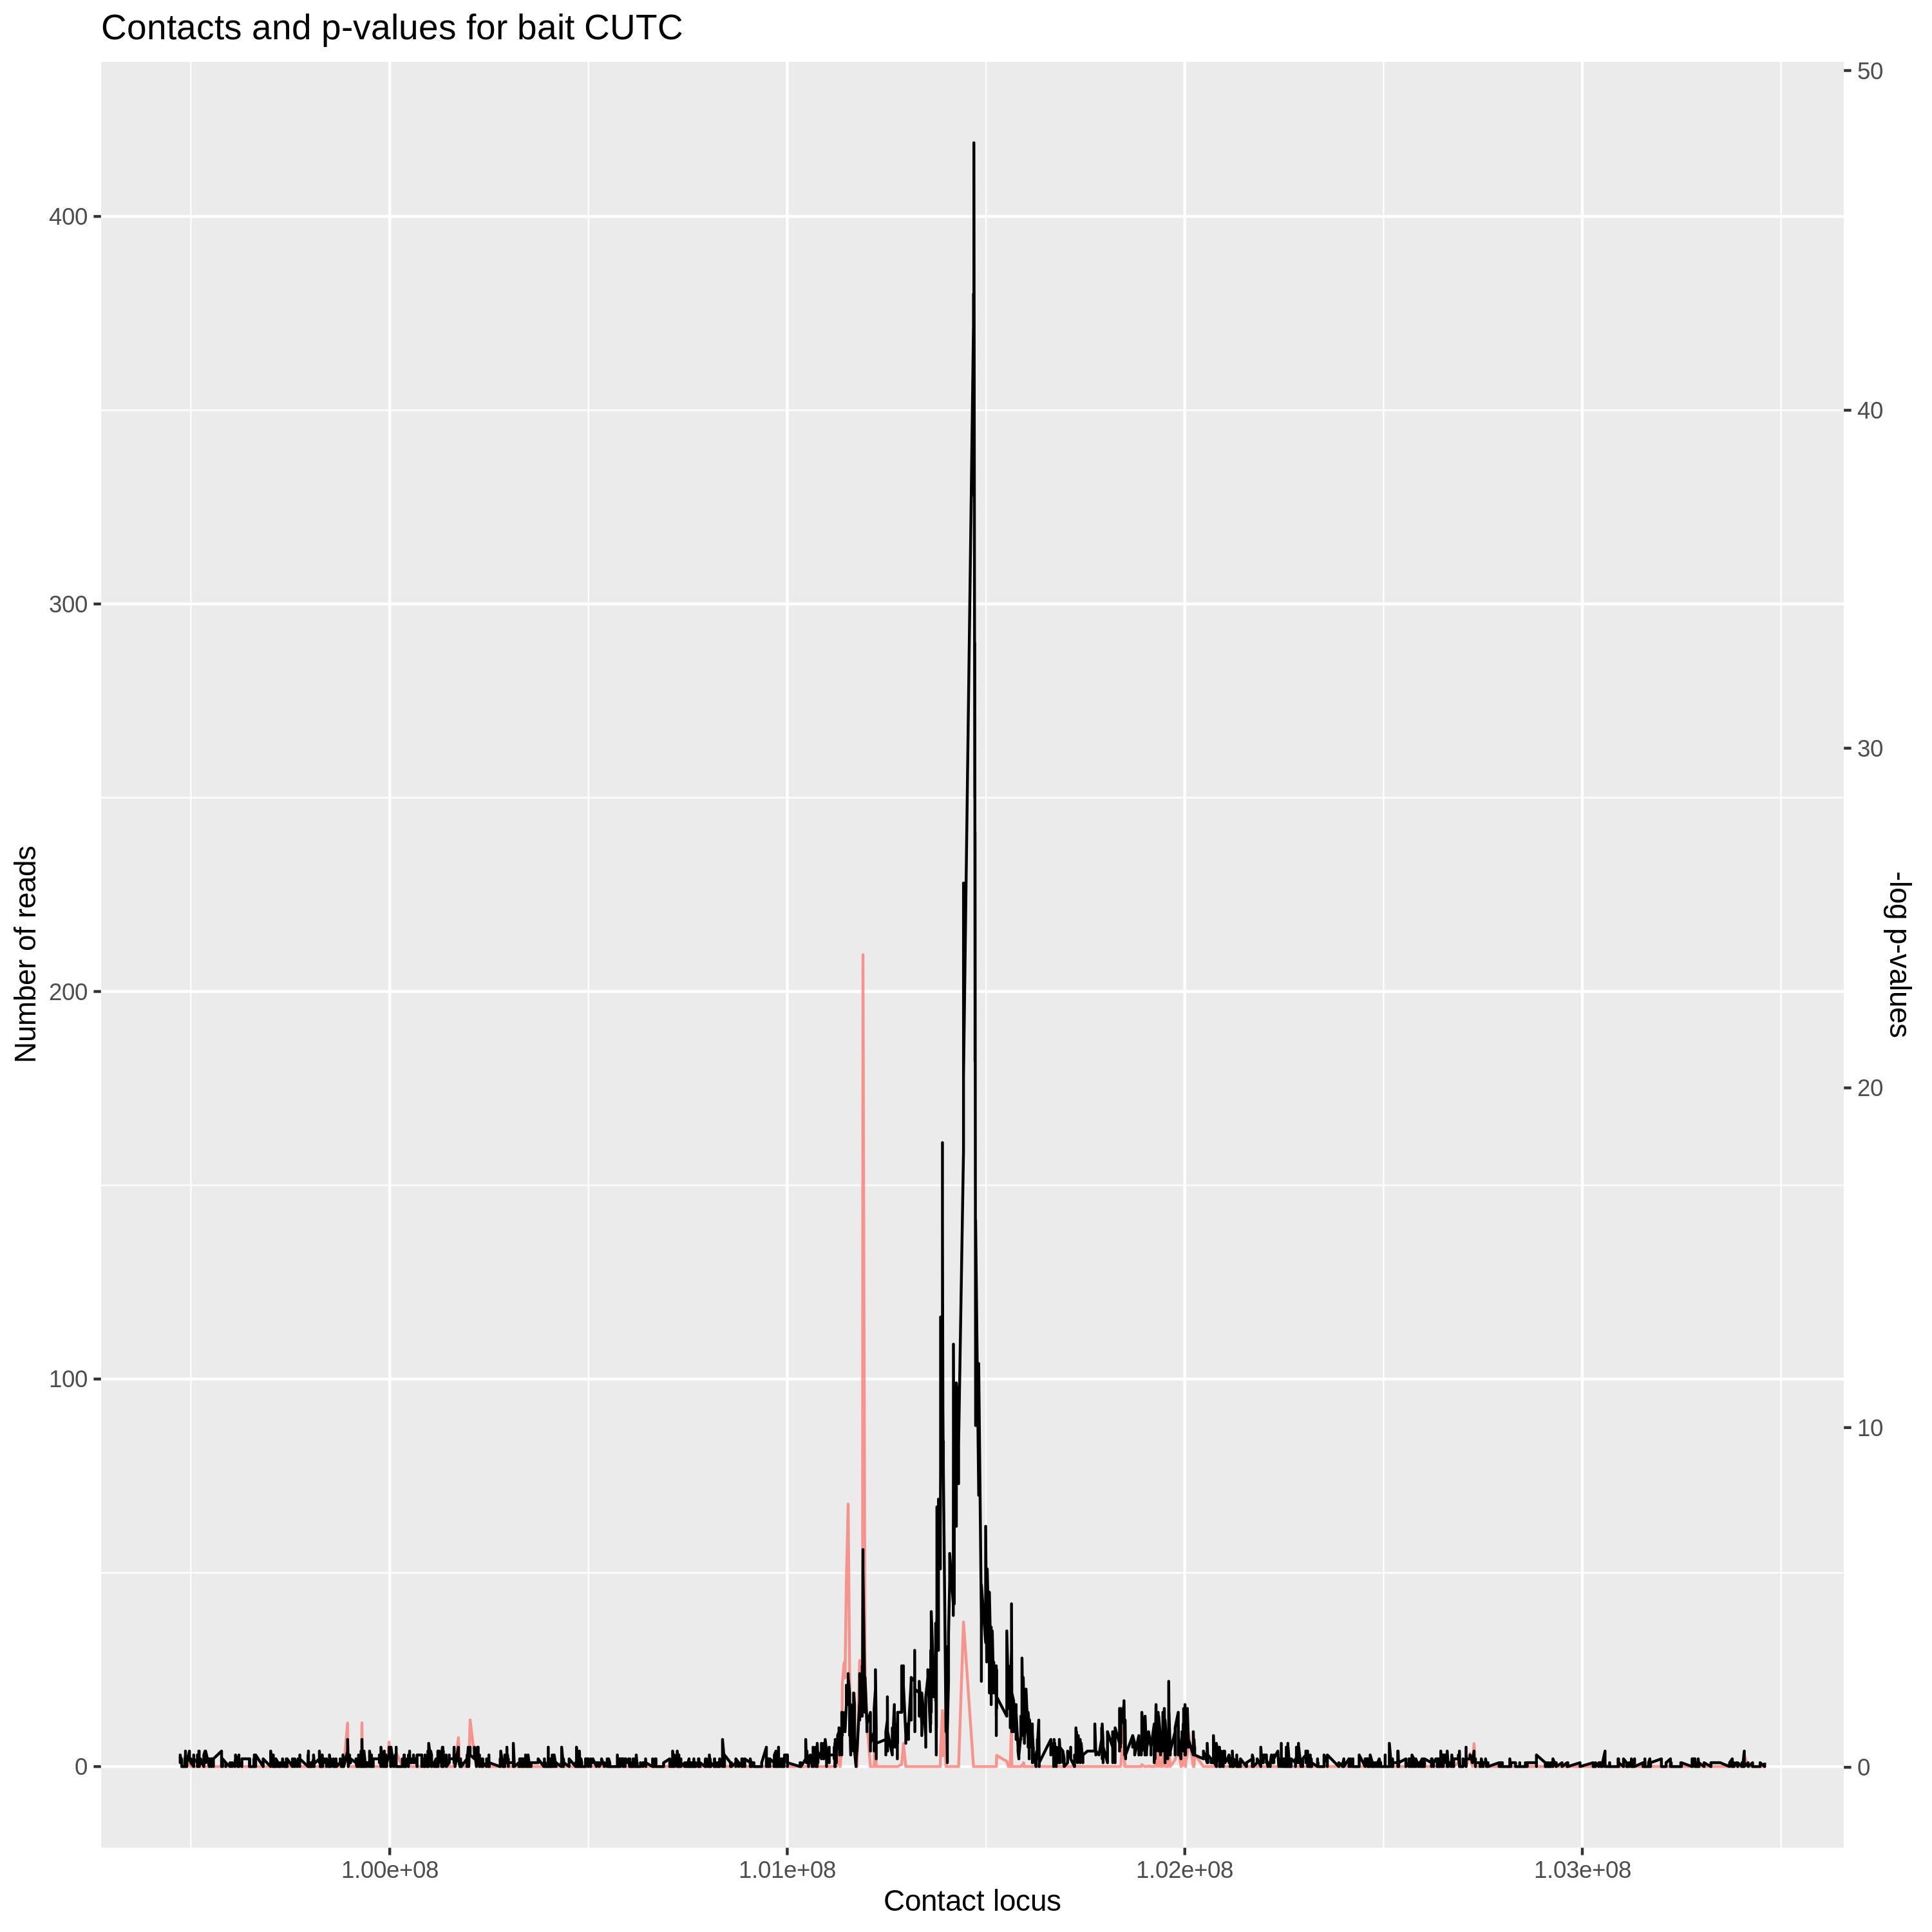 Contacts and p-values for bait CUTC
Number of reads
400
300
200
100
0
50
40
30
20
10
0
-log p-values
1.00e+08
1.01e+08
1.02e+08
1.03e+08
Contact locus